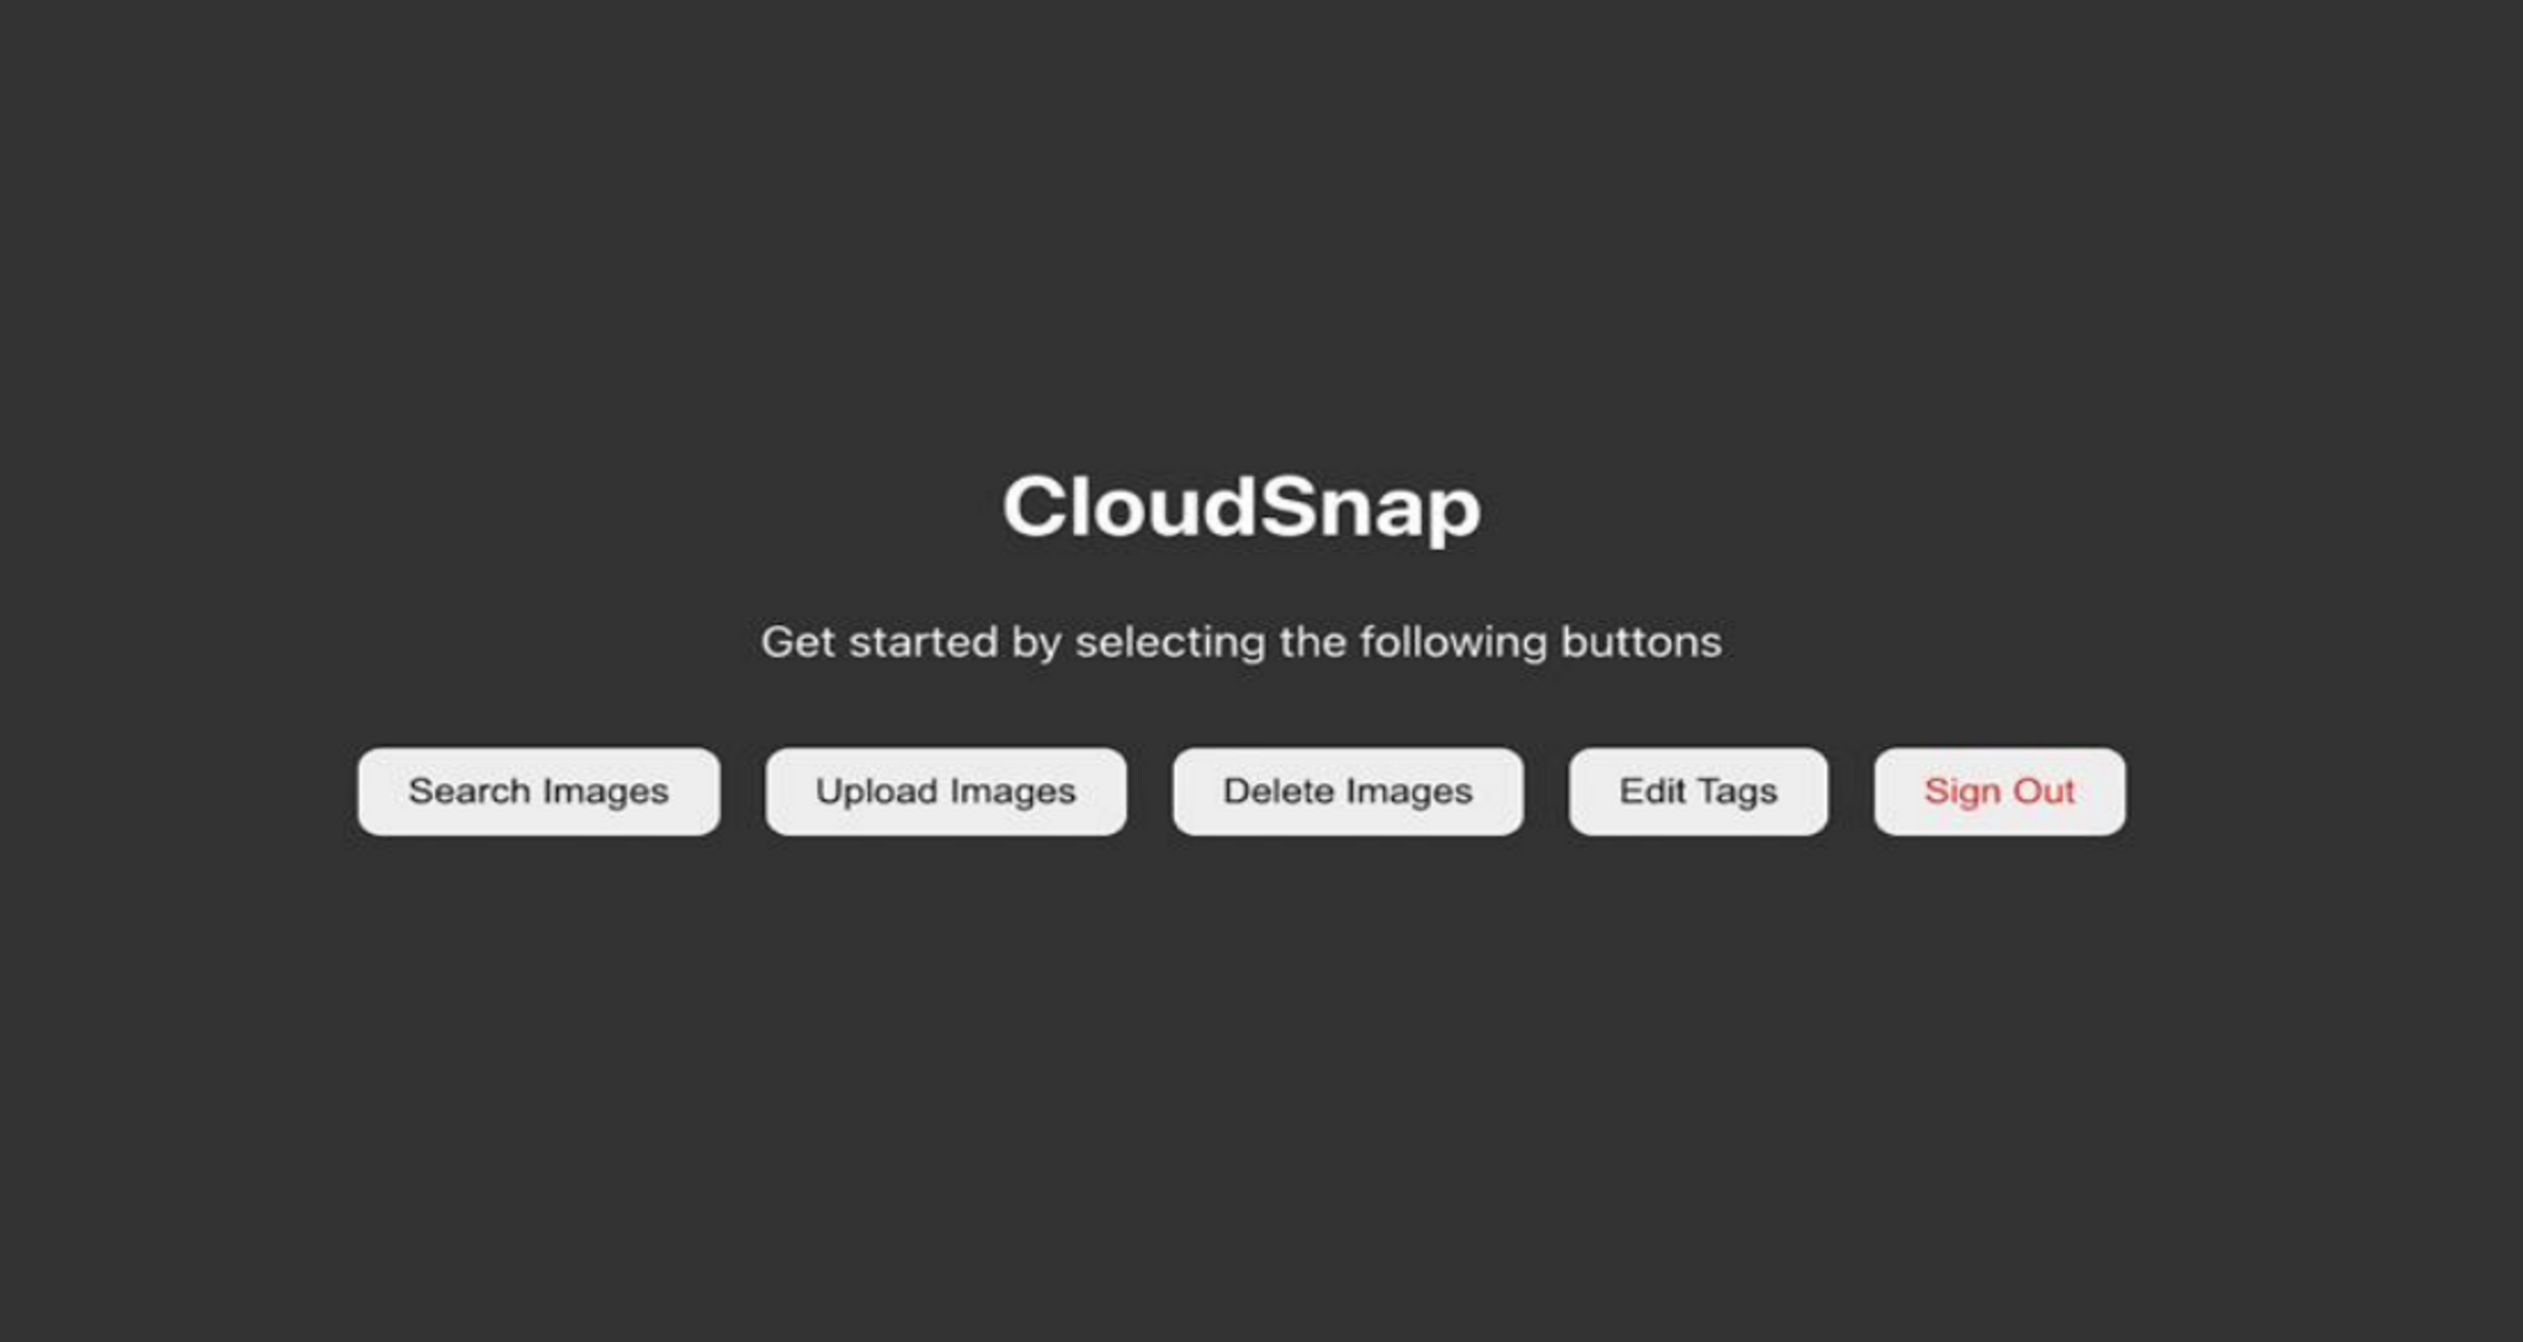 CloudSnap
Get started by selecting the following buttons
Search Images Upload Images Delete Images Edit Tags Sign Out